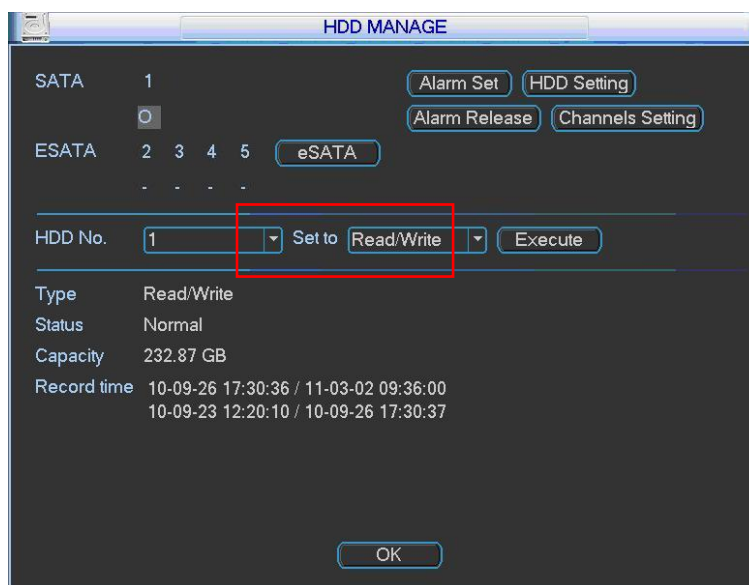 HDD MANAGE
SATA 1 Alarm Set HDD Setting
O Alarm Release Channels Setting
ESATA 2 3 4 5 eSATA
- - - -
HDD No. 1 Set to Read/Write Execute
Type Read/Write
Status Normal
Capacity 232.87 GB
Record time 10-09-26 17:30:36 / 11-03-02 09:36:00
10-09-23 12:20:10 / 10-09-26 17:30:37
OK